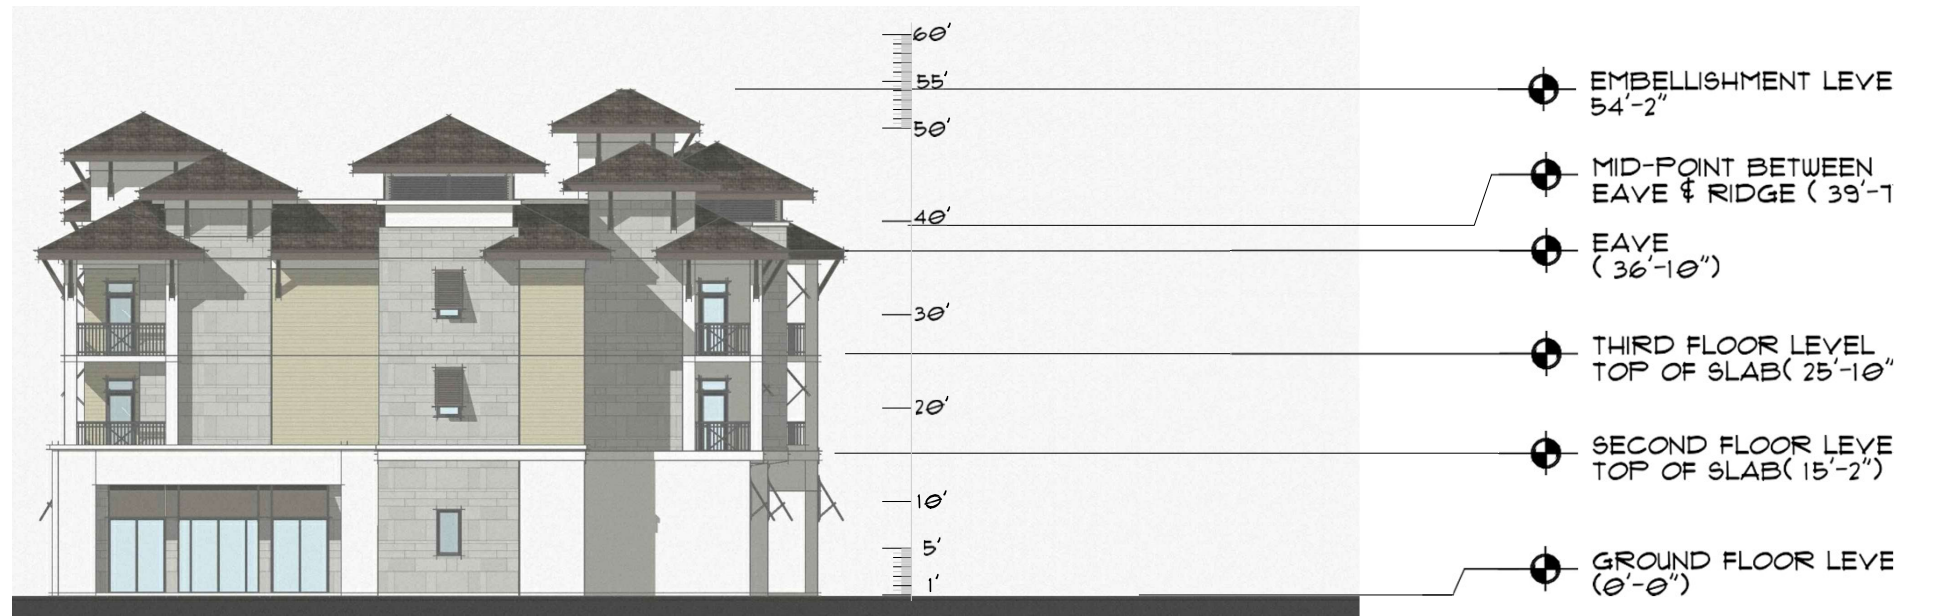 60'
55'
50'
40'
30'
20'
10'
5'
1'
EMBELLISHMENT LEVE
54'-2"
MID-POINT BETWEEN
EAVE & RIDGE ( 39'-7
EAVE
( 36'-10")
THIRD FLOOR LEVEL
TOP OF SLAB( 25'-10"
SECOND FLOOR LEVE
TOP OF SLAB( 15'-2")
GROUND FLOOR LEVE
(0'-0")